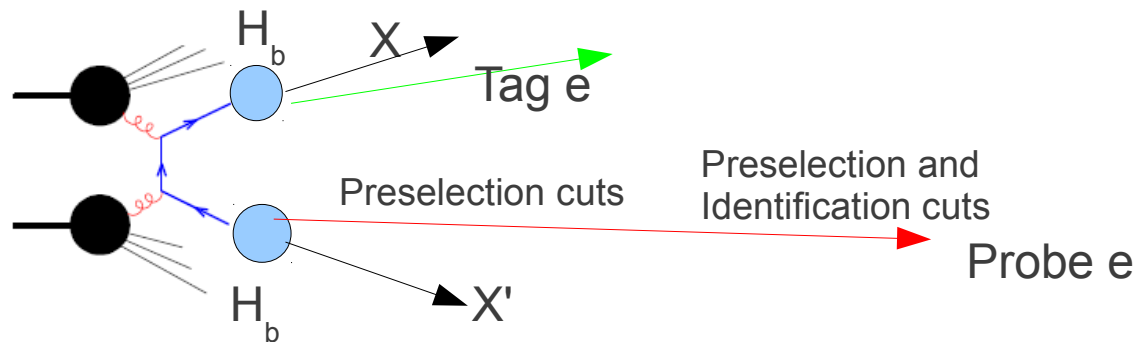 H_b
X
Tag e
Preselection cuts
Preselection and
Identification cuts
Probe e
H_b
X'